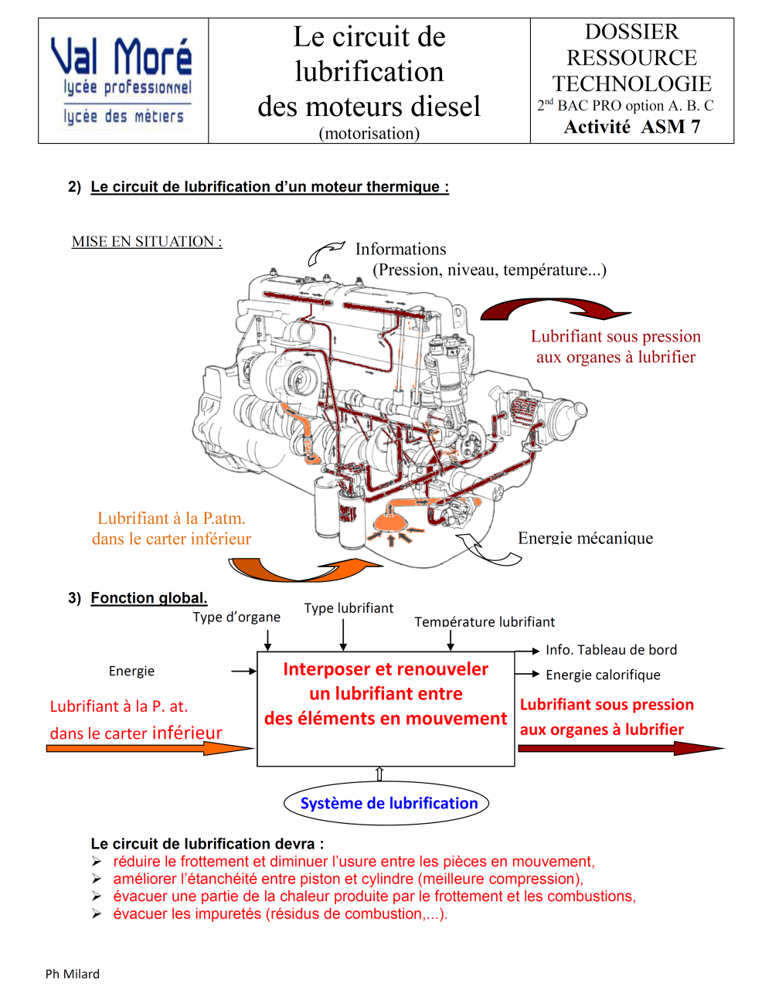 Val Moré
lycée professionnel
lycée des métiers
Le circuit de
lubrification
des moteurs diesel
(motorisation)
DOSSIER
RESSOURCE
TECHNOLOGIE
2nd BAC PRO option A. B. C
Activité ASM 7
2) Le circuit de lubrification d’un moteur thermique :
MISE EN SITUATION :
Informations
(Pression, niveau, température...)
Lubrifiant sous pression
aux organes à lubrifier
Lubrifiant à la P.atm.
dans le carter inférieur
Energie mécanique
3) Fonction global.
Type d’organe
Type lubrifiant
Température lubrifiant
Energie
Interposer et renouveler
un lubrifiant entre
des éléments en mouvement
Info. Tableau de bord
Energie calorifique
Lubrifiant à la P. at.
dans le carter inférieur
Lubrifiant sous pression
aux organes à lubrifier
Système de lubrification
Le circuit de lubrification devra :
➢ réduire le frottement et diminuer l’usure entre les pièces en mouvement,
➢ améliorer l’étanchéité entre piston et cylindre (meilleure compression),
➢ évacuer une partie de la chaleur produite par le frottement et les combustions,
➢ évacuer les impuretés (résidus de combustion,...).
Ph Milard